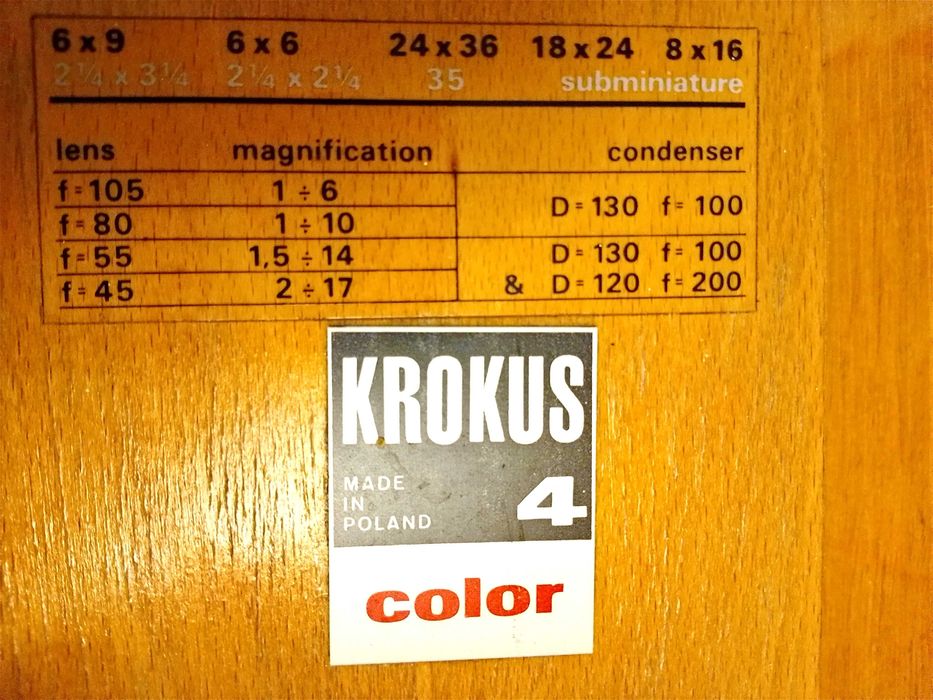 6 x 9 6 x 6 24 x 36 18 x 24 8 x 16
2¼ x 3¼ 2¼ x 2¼ 35 subminiature
lens magnification condenser
f = 105 1 ÷ 6
D = 130 f = 100
f = 80 1 ÷ 10
f = 55 1,5 ÷ 14 D = 130 f = 100
f = 45 2 ÷ 17 & D = 120 f = 200
KROKUS
MADE
IN
POLAND
4
color